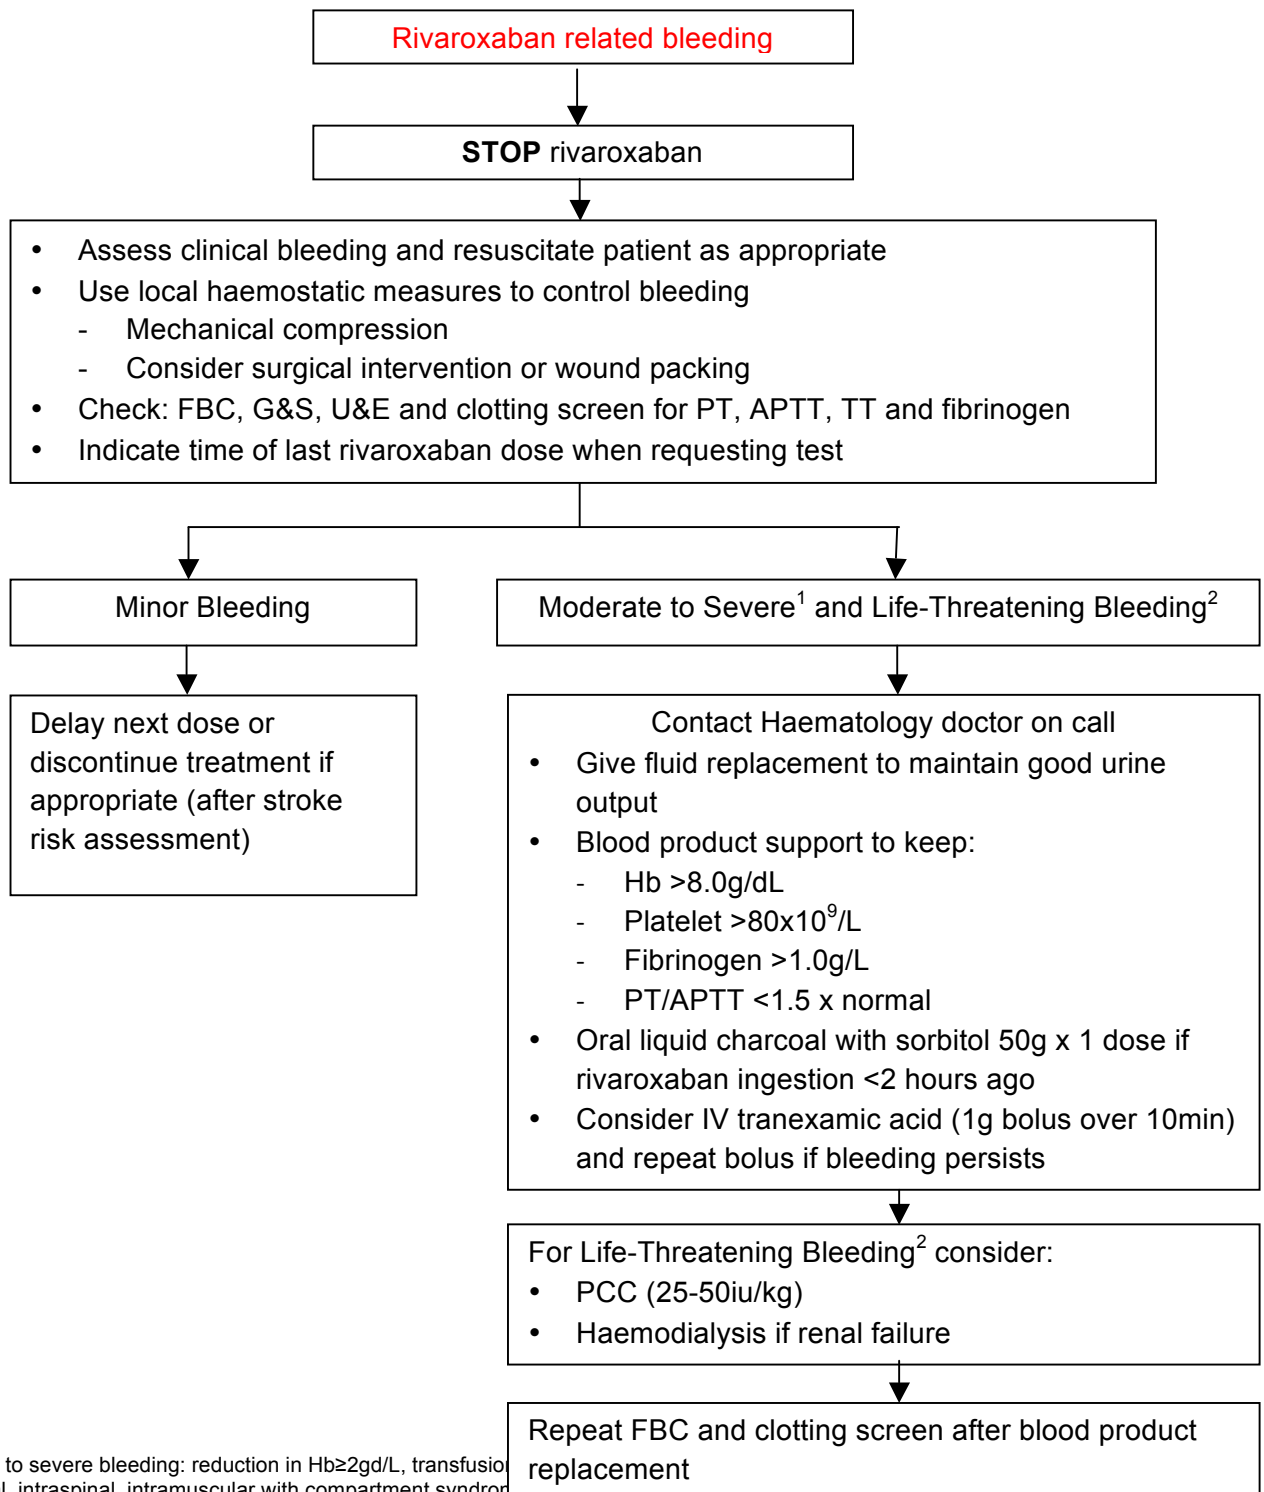 Rivaroxaban related bleeding
STOP rivaroxaban
• Assess clinical bleeding and resuscitate patient as appropriate
• Use local haemostatic measures to control bleeding
- Mechanical compression
- Consider surgical intervention or wound packing
• Check: FBC, G&S, U&E and clotting screen for PT, APTT, TT and fibrinogen
• Indicate time of last rivaroxaban dose when requesting test
Minor Bleeding
Delay next dose or
discontinue treatment if
appropriate (after stroke
risk assessment)
Moderate to Severe¹ and Life-Threatening Bleeding²
Contact Haematology doctor on call
• Give fluid replacement to maintain good urine
output
• Blood product support to keep:
- Hb >8.0g/dL
- Platelet >80x10⁹/L
- Fibrinogen >1.0g/L
- PT/APTT <1.5 x normal
• Oral liquid charcoal with sorbitol 50g x 1 dose if
rivaroxaban ingestion <2 hours ago
• Consider IV tranexamic acid (1g bolus over 10min)
and repeat bolus if bleeding persists
For Life-Threatening Bleeding² consider:
• PCC (25-50iu/kg)
• Haemodialysis if renal failure
Repeat FBC and clotting screen after blood product
replacement
to severe bleeding: reduction in Hb≥2gd/L,
intraspinal, intramuscular with compartment